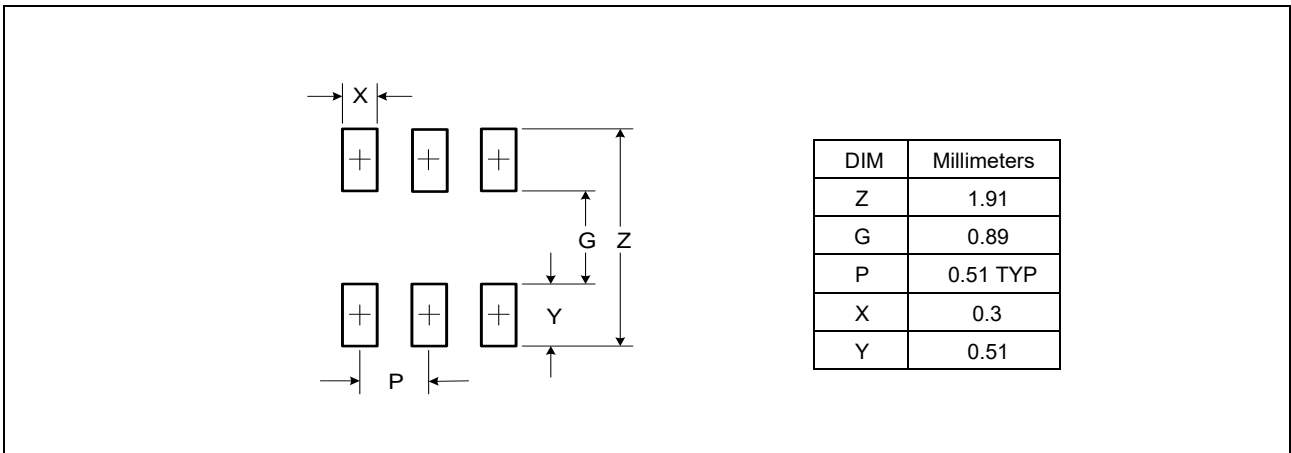 X
G
Z
Y
P
DIM Millimeters
Z 1.91
G 0.89
P 0.51 TYP
X 0.3
Y 0.51